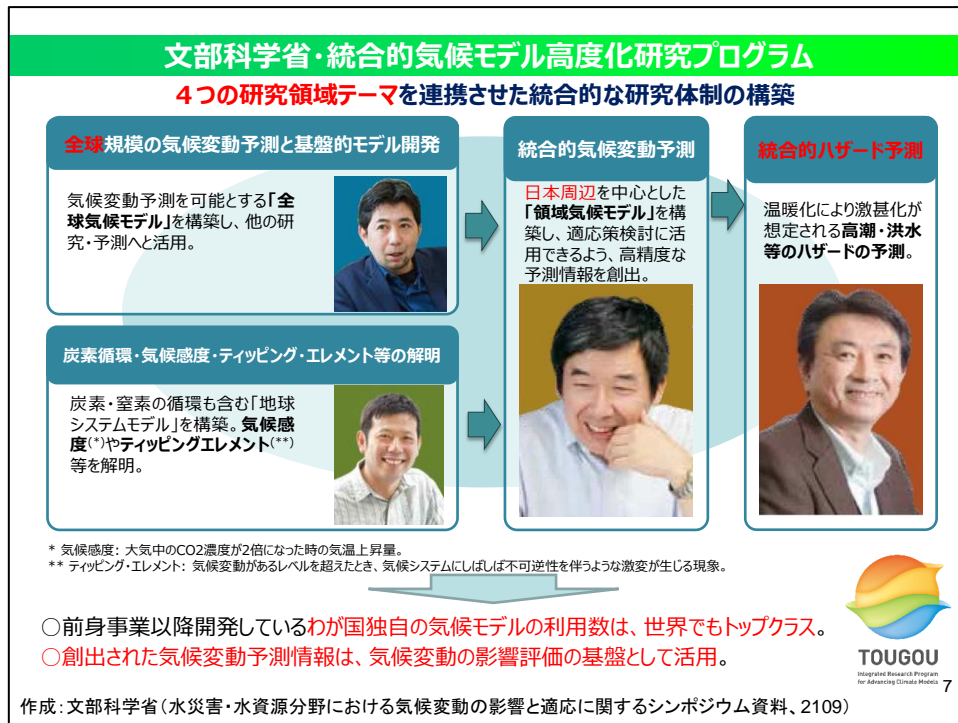 文部科学省・統合的気候モデル高度化研究プログラム
４つの研究領域テーマを連携させた統合的な研究体制の構築
全球規模の気候変動予測と基盤的モデル開発
気候変動予測を可能とする「全
球気候モデル」を構築し、他の研
究・予測へと活用。
炭素循環・気候感度・ティッピング・エレメント等の解明
炭素・窒素の循環も含む「地球
システムモデル」を構築。気候感
度(*)やティッピングエレメント(**)
等を解明。
統合的気候変動予測
日本周辺を中心とした
「領域気候モデル」を構
築し、適応策検討に活
用できるよう、高精度な
予測情報を創出。
統合的ハザード予測
温暖化により激甚化が
想定される高潮・洪水
等のハザードの予測。
* 気候感度： 大気中のCO2濃度が2倍になった時の気温上昇量。
** ティッピング・エレメント： 気候変動があるレベルを超えたとき、気候システムにしばしば不可逆性を伴うような激変が生じる現象。
○前身事業以降開発しているわが国独自の気候モデルの利用数は、世界でもトップクラス。
○創出された気候変動予測情報は、気候変動の影響評価の基盤として活用。
TOUGOU
Integrated Research Program
for Advancing Climate Models
7
作成：文部科学省（水災害・水資源分野における気候変動の影響と適応に関するシンポジウム資料、2109）